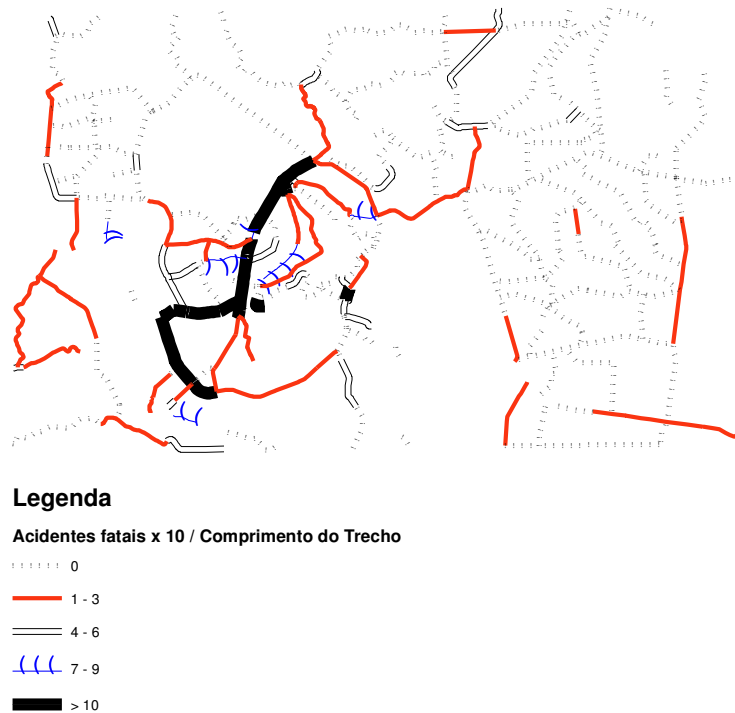 Legenda
Acidentes fatais x 10 / Comprimento do Trecho
0
1 - 3
4 - 6
7 - 9
> 10